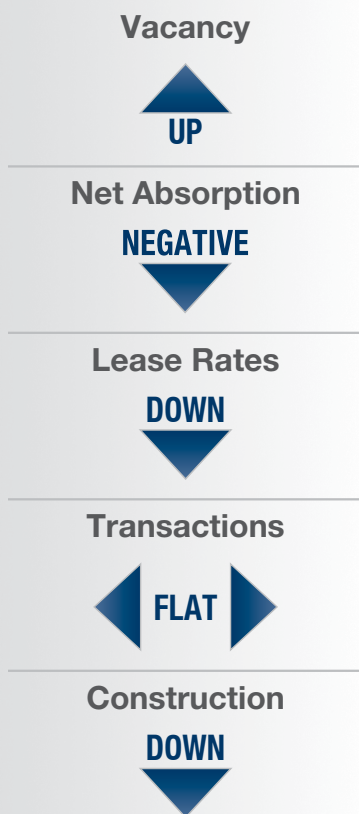 Vacancy
UP
Net Absorption
NEGATIVE
Lease Rates
DOWN
Transactions
FLAT
Construction
DOWN